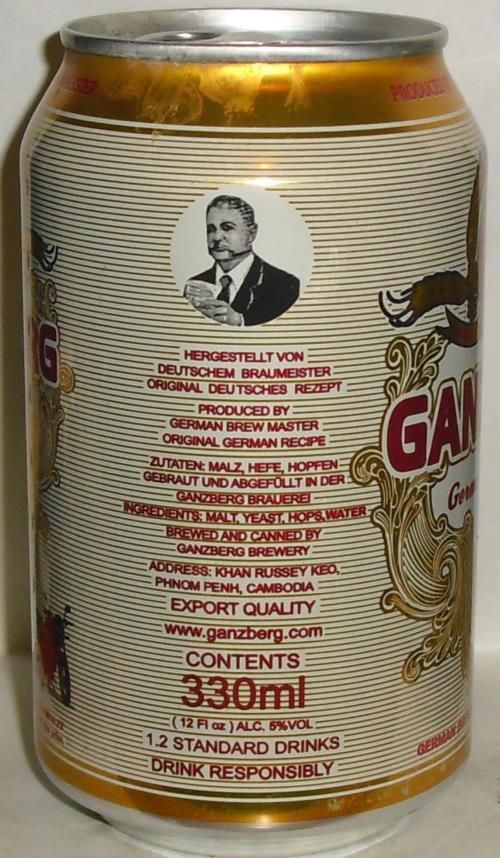 PRODUCED
HERGESTELLT VON
DEUTSCHEM BRAUMEISTER
ORIGINAL DEUTSCHES REZEPT
PRODUCED BY
GERMAN BREW MASTER
ORIGINAL GERMAN RECIPE
ZUTATEN: MALZ, HEFE, HOPFEN
GEBRAUT UND ABGEFÜLLT IN DER
GANZBERG BRAUEREI
INGREDIENTS: MALT, YEAST, HOPS,WATER
BREWED AND CANNED BY
GANZBERG BREWERY
ADDRESS: KHAN RUSSEY KEO,
PHNOM PENH, CAMBODIA
EXPORT QUALITY
www.ganzberg.com
CONTENTS
330ml
( 12 Fl oz ) ALC. 5%VOL
1.2 STANDARD DRINKS
DRINK RESPONSIBLY
G
GAN
Ger
GERMAN